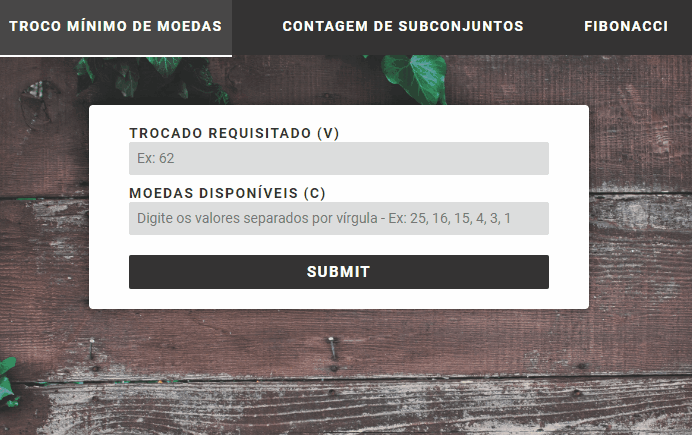 TROCO MÍNIMO DE MOEDAS CONTAGEM DE SUBCONJUNTOS FIBONACCI
TROCADO REQUISITADO (V)
Ex: 62
MOEDAS DISPONÍVEIS (C)
Digite os valores separados por vírgula - Ex: 25, 16, 15, 4, 3, 1
SUBMIT